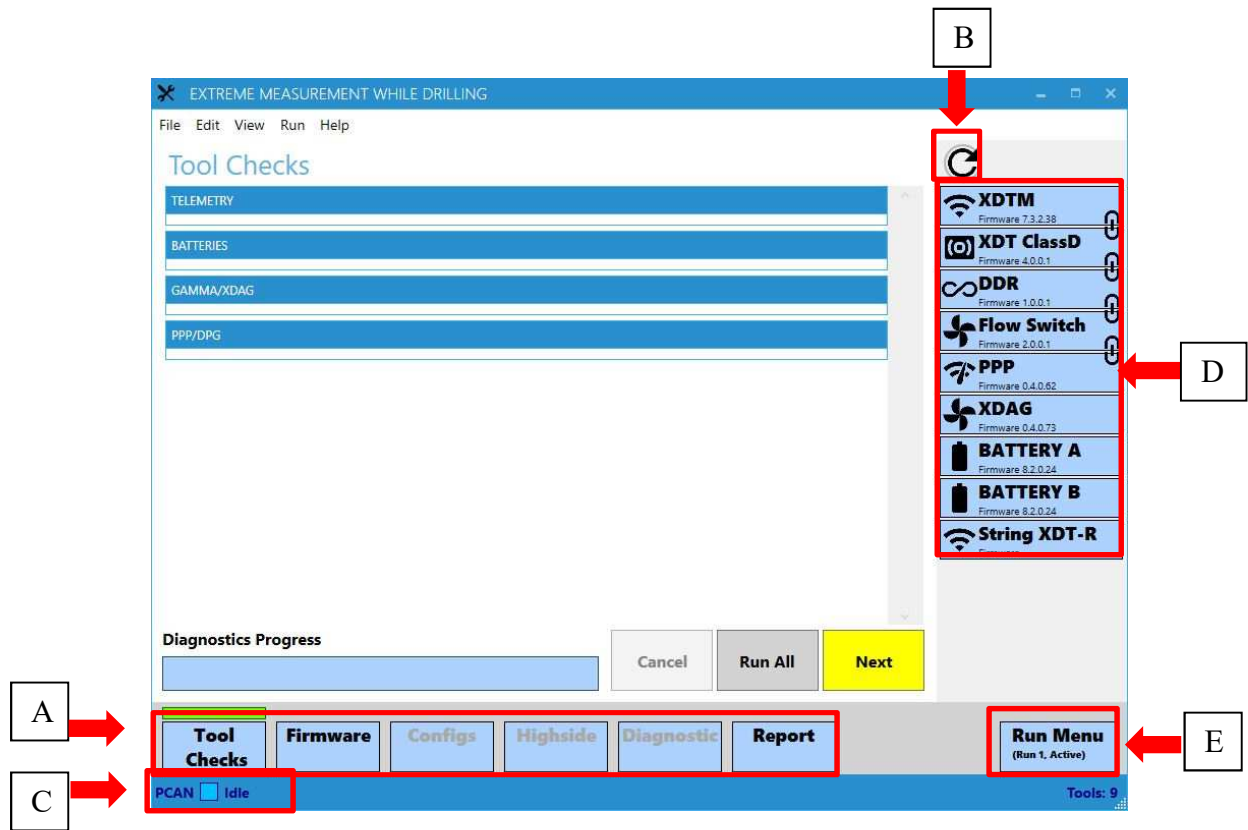 B
EXTREME MEASUREMENT WHILE DRILLING
File Edit View Run Help
Tool Checks
TELEMETRY
BATTERIES
GAMMA/XDAG
PPP/DPG
XDTM
Firmware 7.3.2.38
XDT ClassD
Firmware 4.0.0.1
DDR
Firmware 1.0.0.1
Flow Switch
Firmware 2.0.0.1
PPP
Firmware 0.4.0.62
XDAG
Firmware 0.4.0.73
BATTERY A
Firmware 8.2.0.24
BATTERY B
Firmware 8.2.0.24
String XDT-R
Firmware
D
Diagnostics Progress
Cancel
Run All
Next
A
Tool Checks
Firmware
Configs
Highside
Diagnostic
Report
Run Menu
(Run 1, Active)
E
C
PCAN Idle
Tools: 9